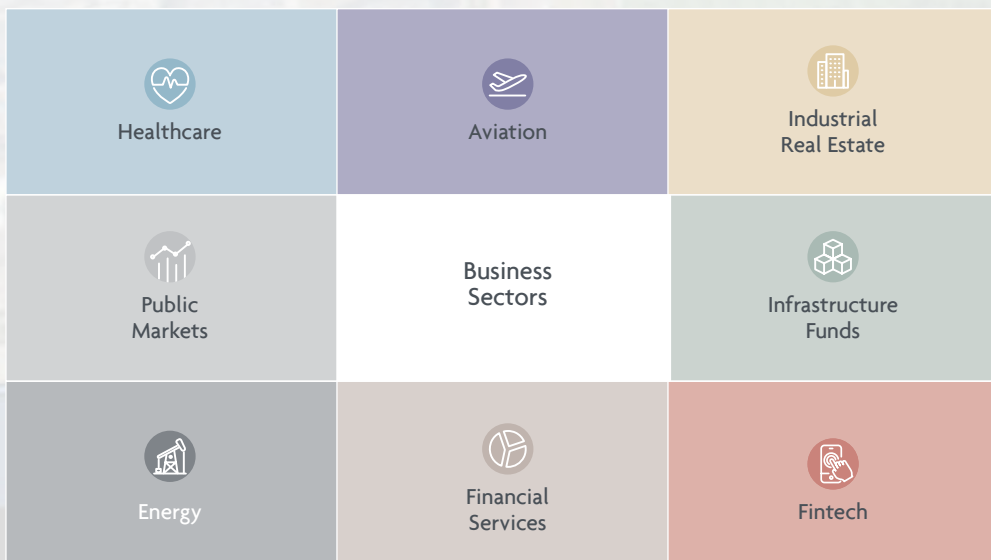 Healthcare
Aviation
Industrial
Real Estate
Public
Markets
Business
Sectors
Infrastructure
Funds
Energy
Financial
Services
Fintech